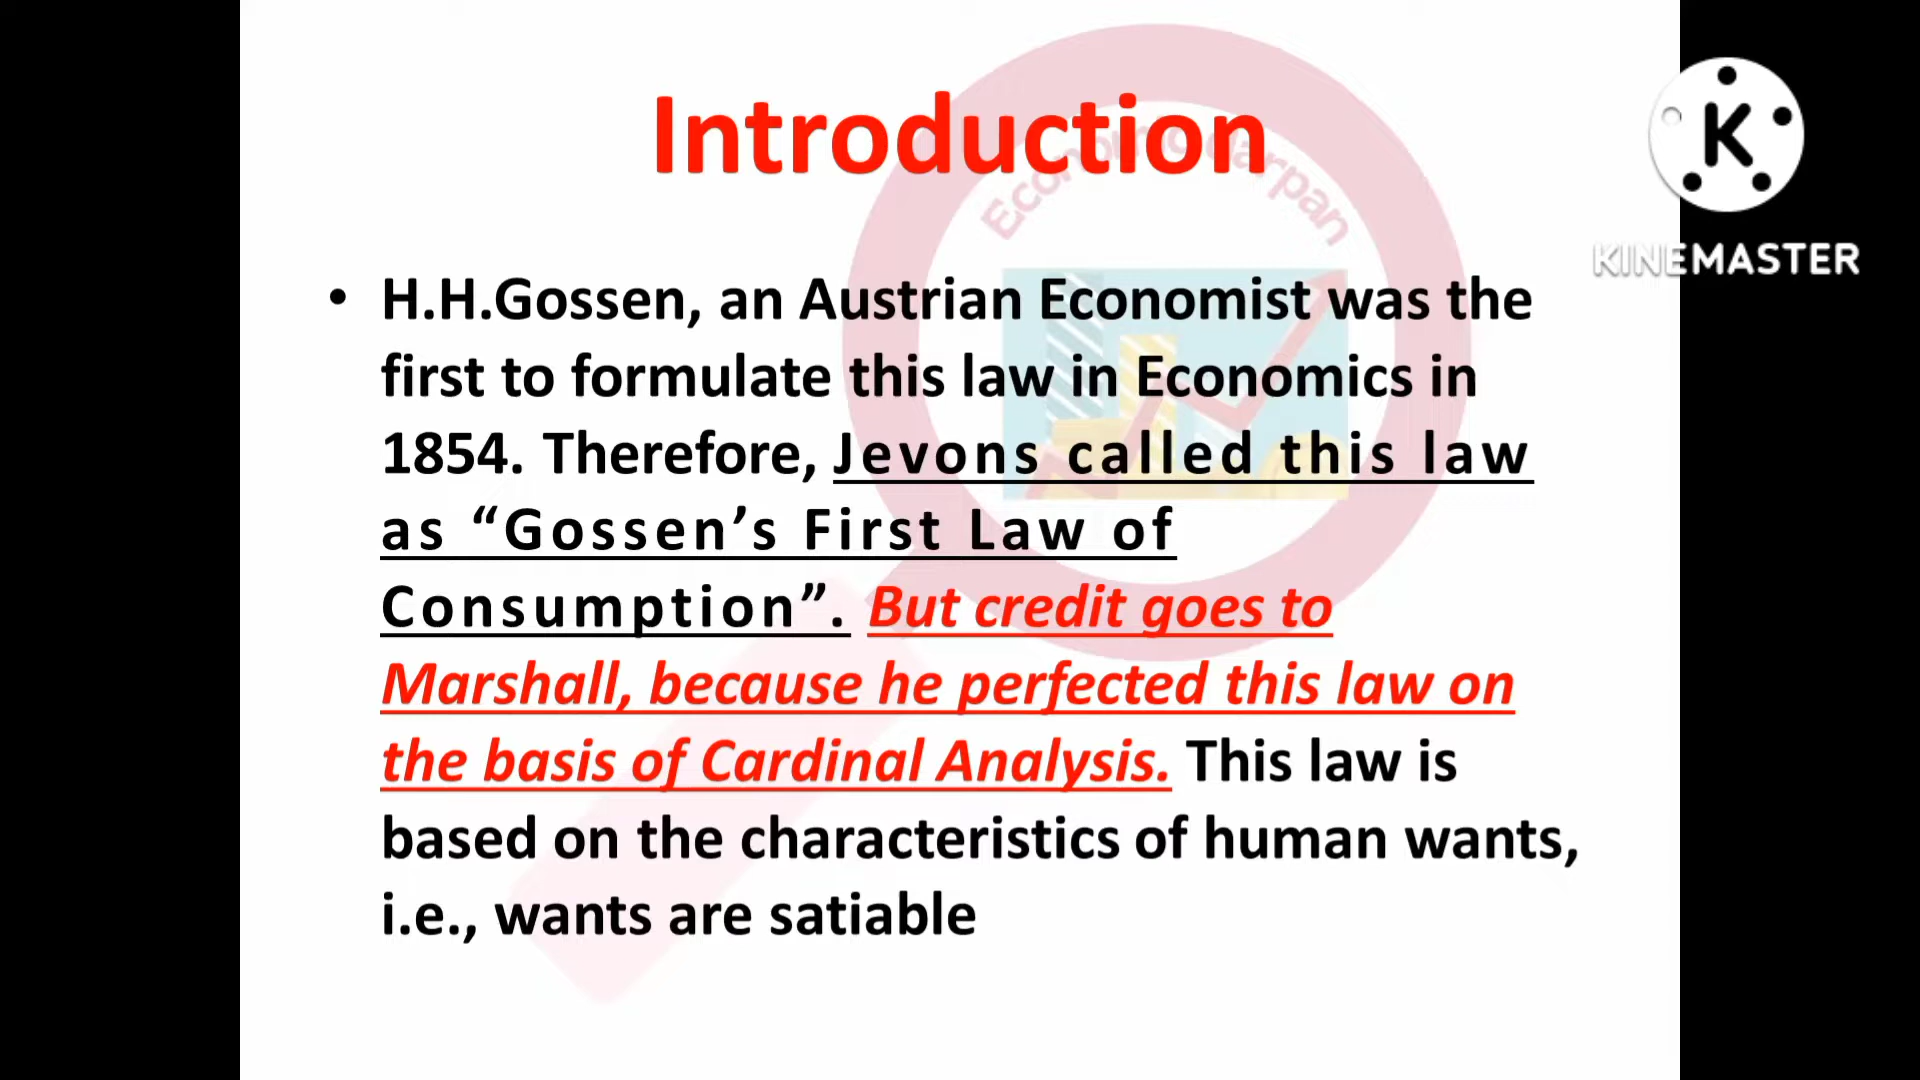 Introduction
Economic darpan
KINEMASTER
• H.H.Gossen, an Austrian Economist was the
first to formulate this law in Economics in
1854. Therefore, Jevons called this law
as “Gossen’s First Law of
Consumption”. But credit goes to
Marshall, because he perfected this law on
the basis of Cardinal Analysis. This law is
based on the characteristics of human wants,
i.e., wants are satiable